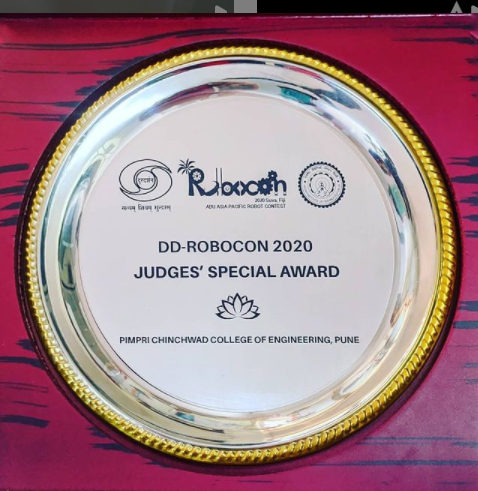 Robocon
2020 Suva, Fiji
ABU ASIA-PACIFIC ROBOT CONTEST
सत्यम् शिवम् सुन्दरम्
DD-ROBOCON 2020
JUDGES' SPECIAL AWARD
PIMPRI CHINCHWAD COLLEGE OF ENGINEERING, PUNE